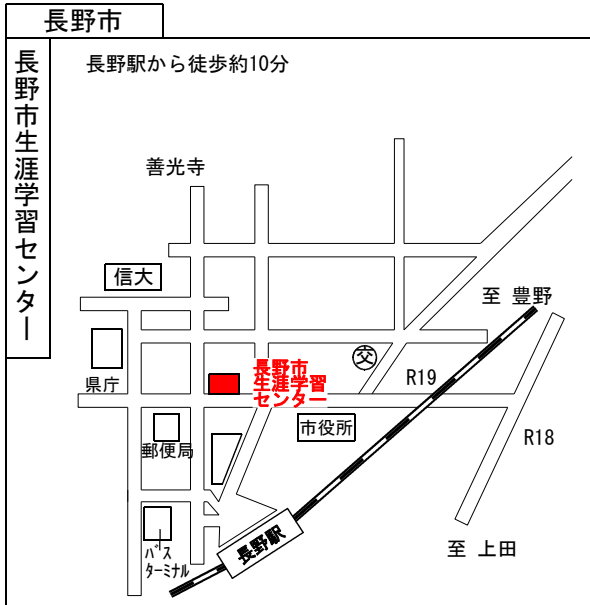 長野市
長野市生涯学習センター
長野駅から徒歩約10分
善光寺
信大
至 豊野
県庁
長野市
生涯学習
センター
交
R19
市役所
郵便局
R18
長野駅
至 上田
バス
ターミナル